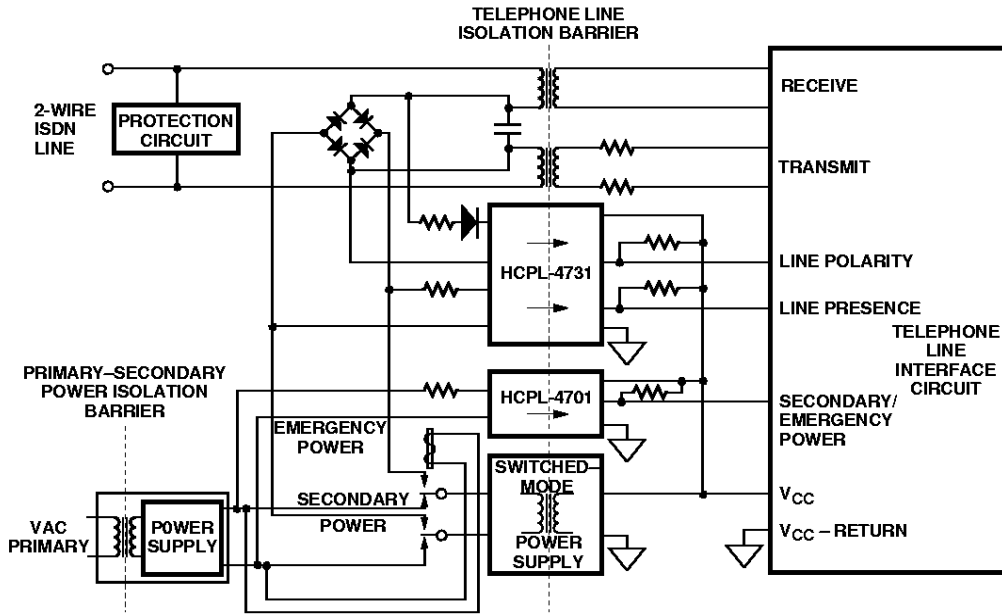 TELEPHONE LINE
ISOLATION BARRIER
RECEIVE
2-WIRE
ISDN
LINE
PROTECTION
CIRCUIT
TRANSMIT
HCPL-4731
LINE POLARITY
LINE PRESENCE
TELEPHONE
LINE
INTERFACE
CIRCUIT
PRIMARY–SECONDARY
POWER ISOLATION
BARRIER
HCPL-4701
SECONDARY/
EMERGENCY
POWER
EMERGENCY
POWER
SWITCHED–
MODE
POWER
SUPPLY
SECONDARY
POWER
VCC
VAC
PRIMARY
POWER
SUPPLY
VCC – RETURN